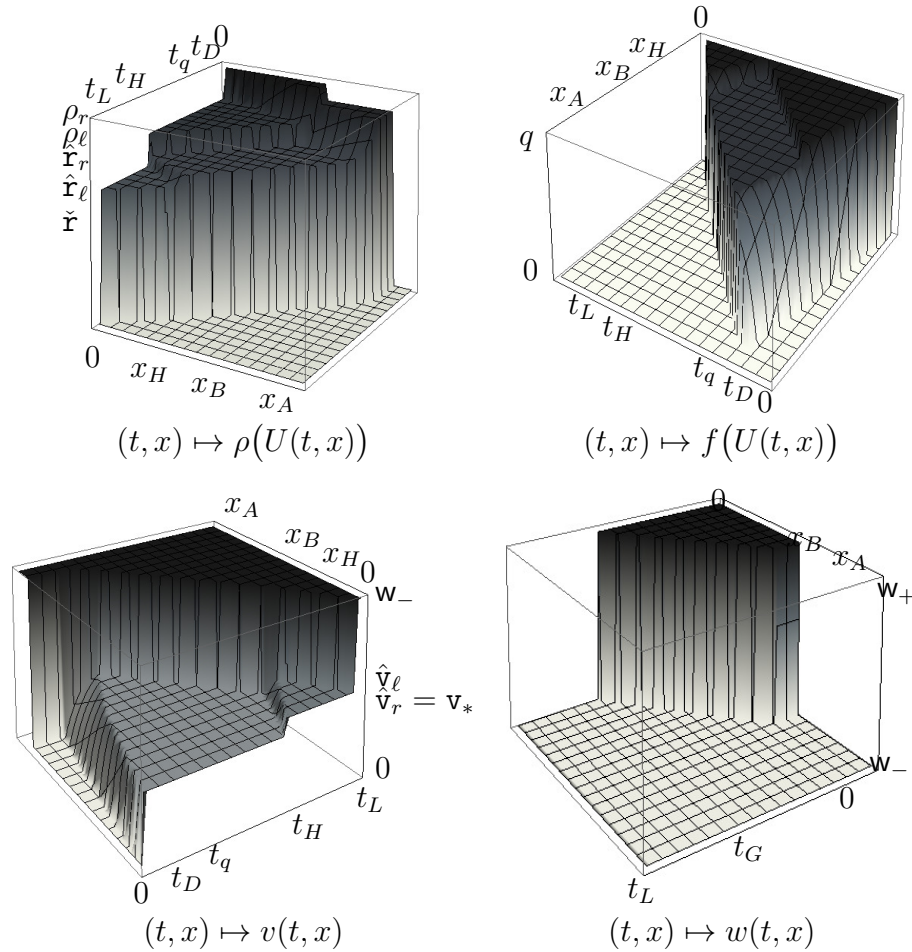 0
t_D
t_q
t_H
t_L
ρ_r
ρ_ℓ
r̂_r
r̂_ℓ
ř
0
x_H
x_B
x_A
(t, x) ↦ ρ(U(t, x))
0
x_H
x_B
x_A
q
0
t_L
t_H
t_q
t_D
0
(t, x) ↦ f(U(t, x))
x_A
x_B
x_H
0
w_−
v̂_ℓ
v̂_r = v_*
0
t_L
t_H
t_q
t_D
0
(t, x) ↦ v(t, x)
0
x_B
x_A
w_+
w_−
0
t_G
t_L
(t, x) ↦ w(t, x)